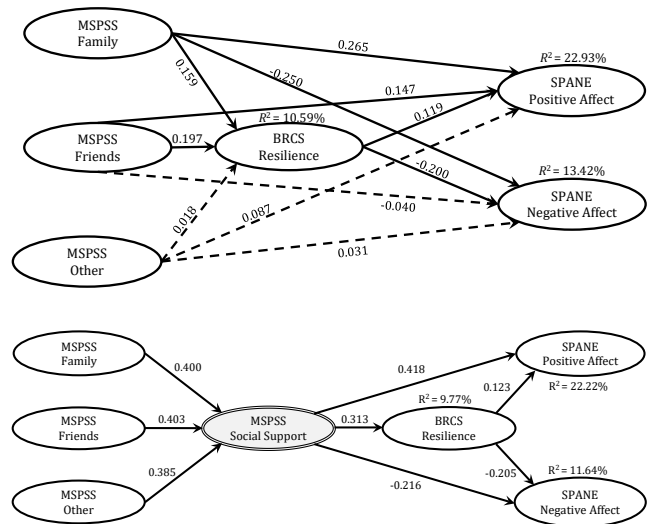 MSPSS
Family
0.265
R² = 22.93%
SPANE
Positive Affect
0.159
-0.250
0.147
0.119
R² = 10.59%
MSPSS
Friends
0.197
BRCS
Resilience
-0.200
R² = 13.42%
SPANE
Negative Affect
0.018
0.087
-0.040
0.031
MSPSS
Other
MSPSS
Family
0.400
0.418
SPANE
Positive Affect
R² = 22.22%
0.123
MSPSS
Friends
0.403
MSPSS
Social Support
0.313
R² = 9.77%
BRCS
Resilience
0.385
-0.205
R² = 11.64%
-0.216
MSPSS
Other
SPANE
Negative Affect